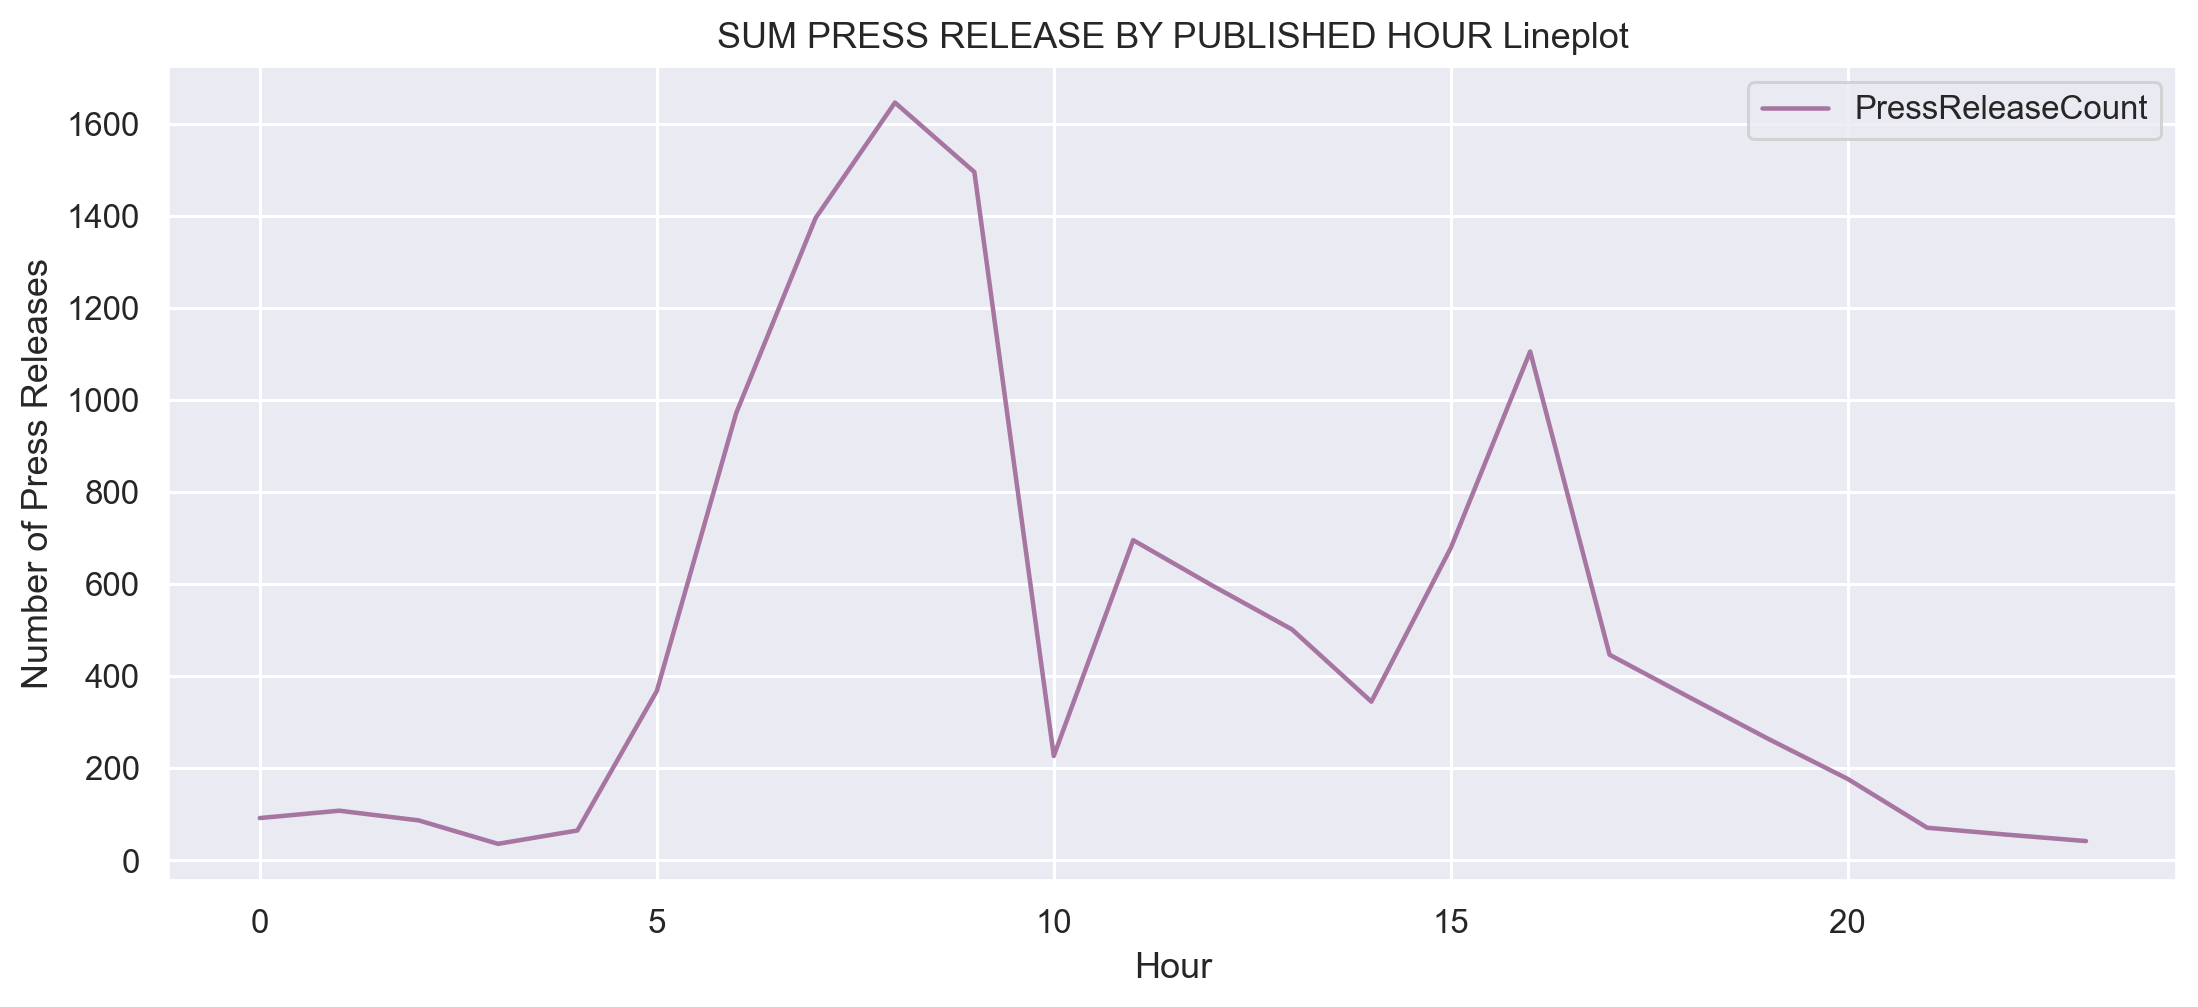 SUM PRESS RELEASE BY PUBLISHED HOUR Lineplot
PressReleaseCount
Number of Press Releases
1600
1400
1200
1000
800
600
400
200
0
0 5 10 15 20
Hour